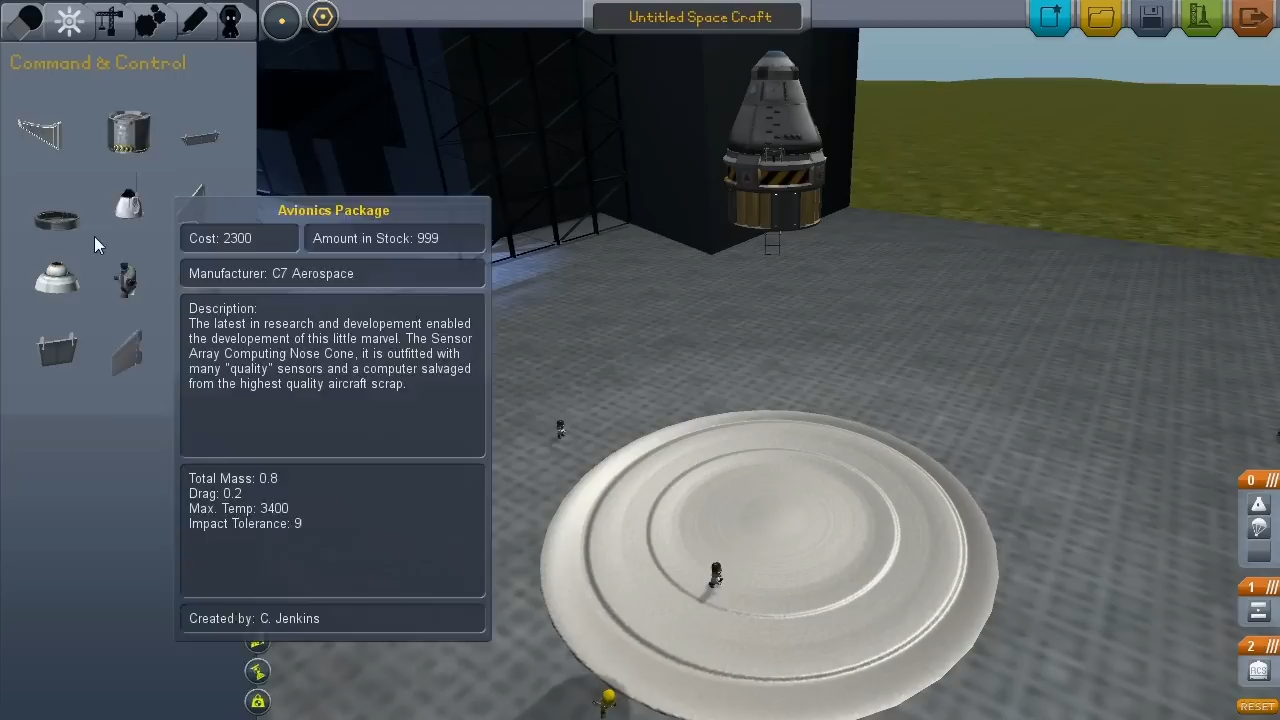 Untitled Space Craft
Command & Control
Avionics Package
Cost: 2300
Amount in Stock: 999
Manufacturer: C7 Aerospace
Description:
The latest in research and developement enabled
the developement of this little marvel. The Sensor
Array Computing Nose Cone, it is outfitted with
many "quality" sensors and a computer salvaged
from the highest quality aircraft scrap.
Total Mass: 0.8
Drag: 0.2
Max. Temp: 3400
Impact Tolerance: 9
Created by: C. Jenkins
0
1
2
RCS
RESET